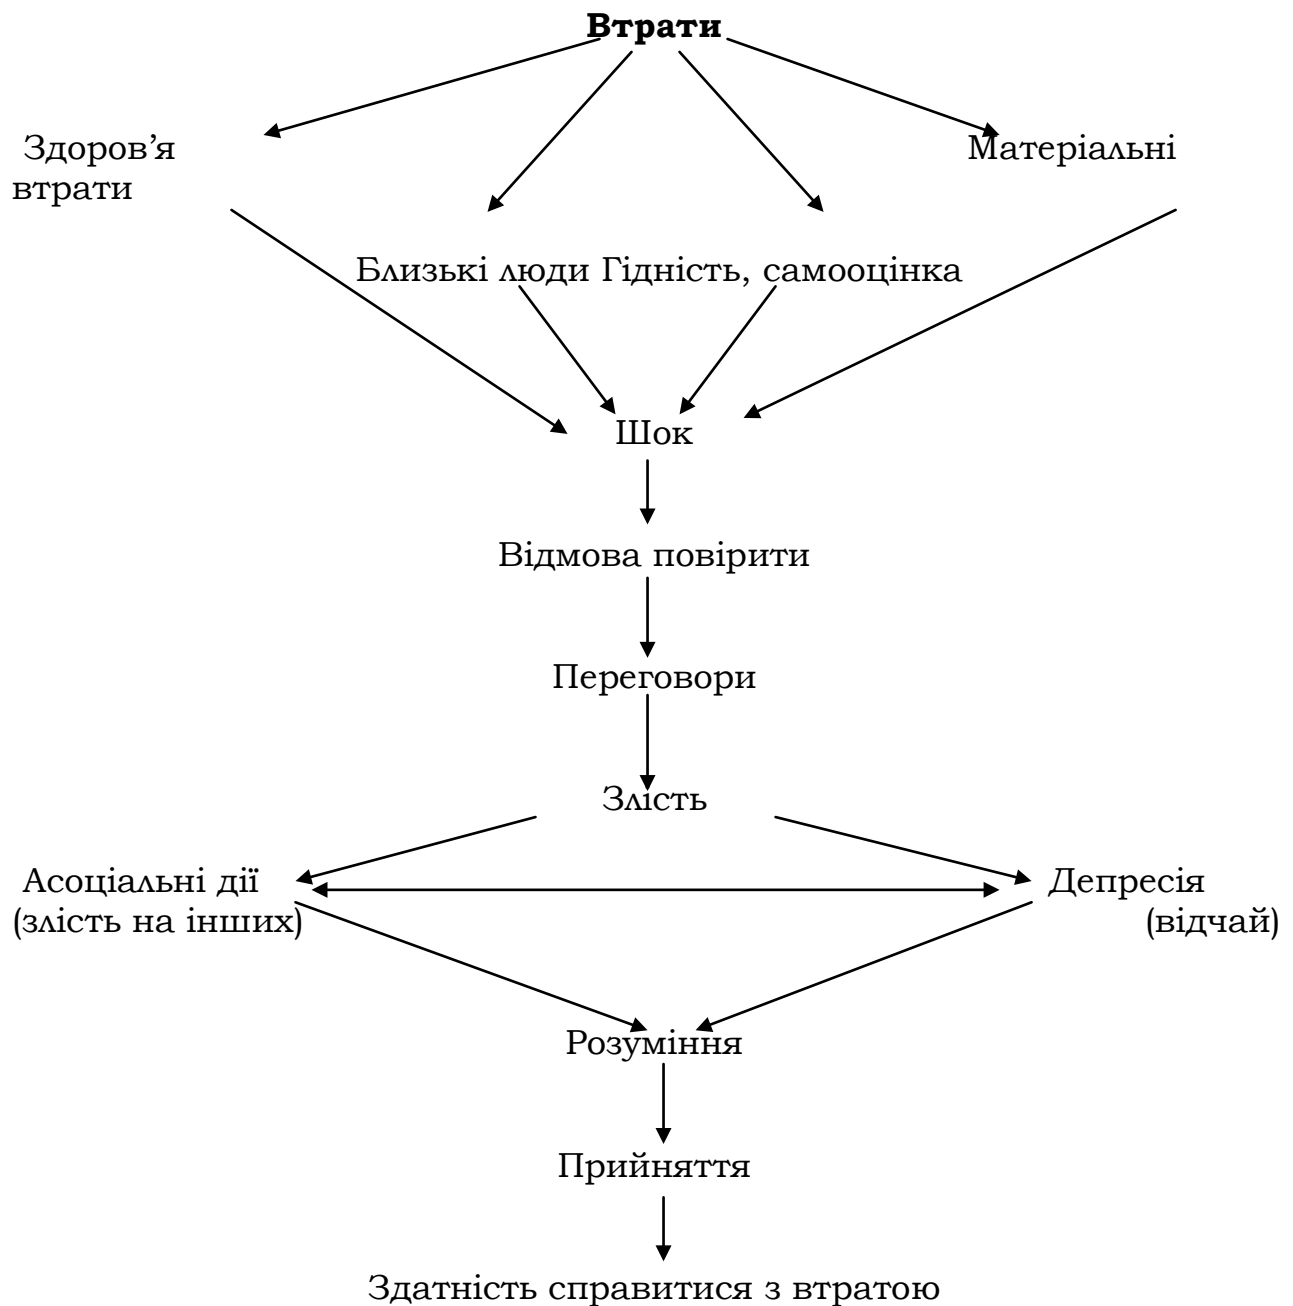 Втрати
Здоров’я Матеріальні
втрати
Близькі люди Гідність, самооцінка
Шок
Відмова повірити
Переговори
Злість
Асоціальні дії Депресія
(злість на інших) (відчай)
Розуміння
Прийняття
Здатність справитися з втратою